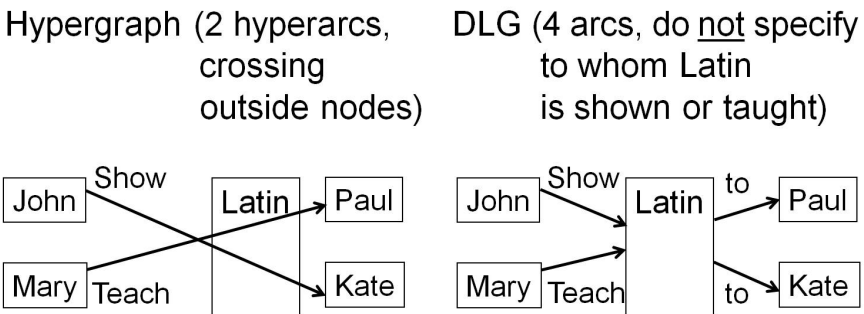 Hypergraph (2 hyperarcs,
crossing
outside nodes)
DLG (4 arcs, do not specify
to whom Latin
is shown or taught)
John
Show
Latin
Paul
Mary
Teach
Kate
John
Show
Latin
to
Paul
Mary
Teach
to
Kate